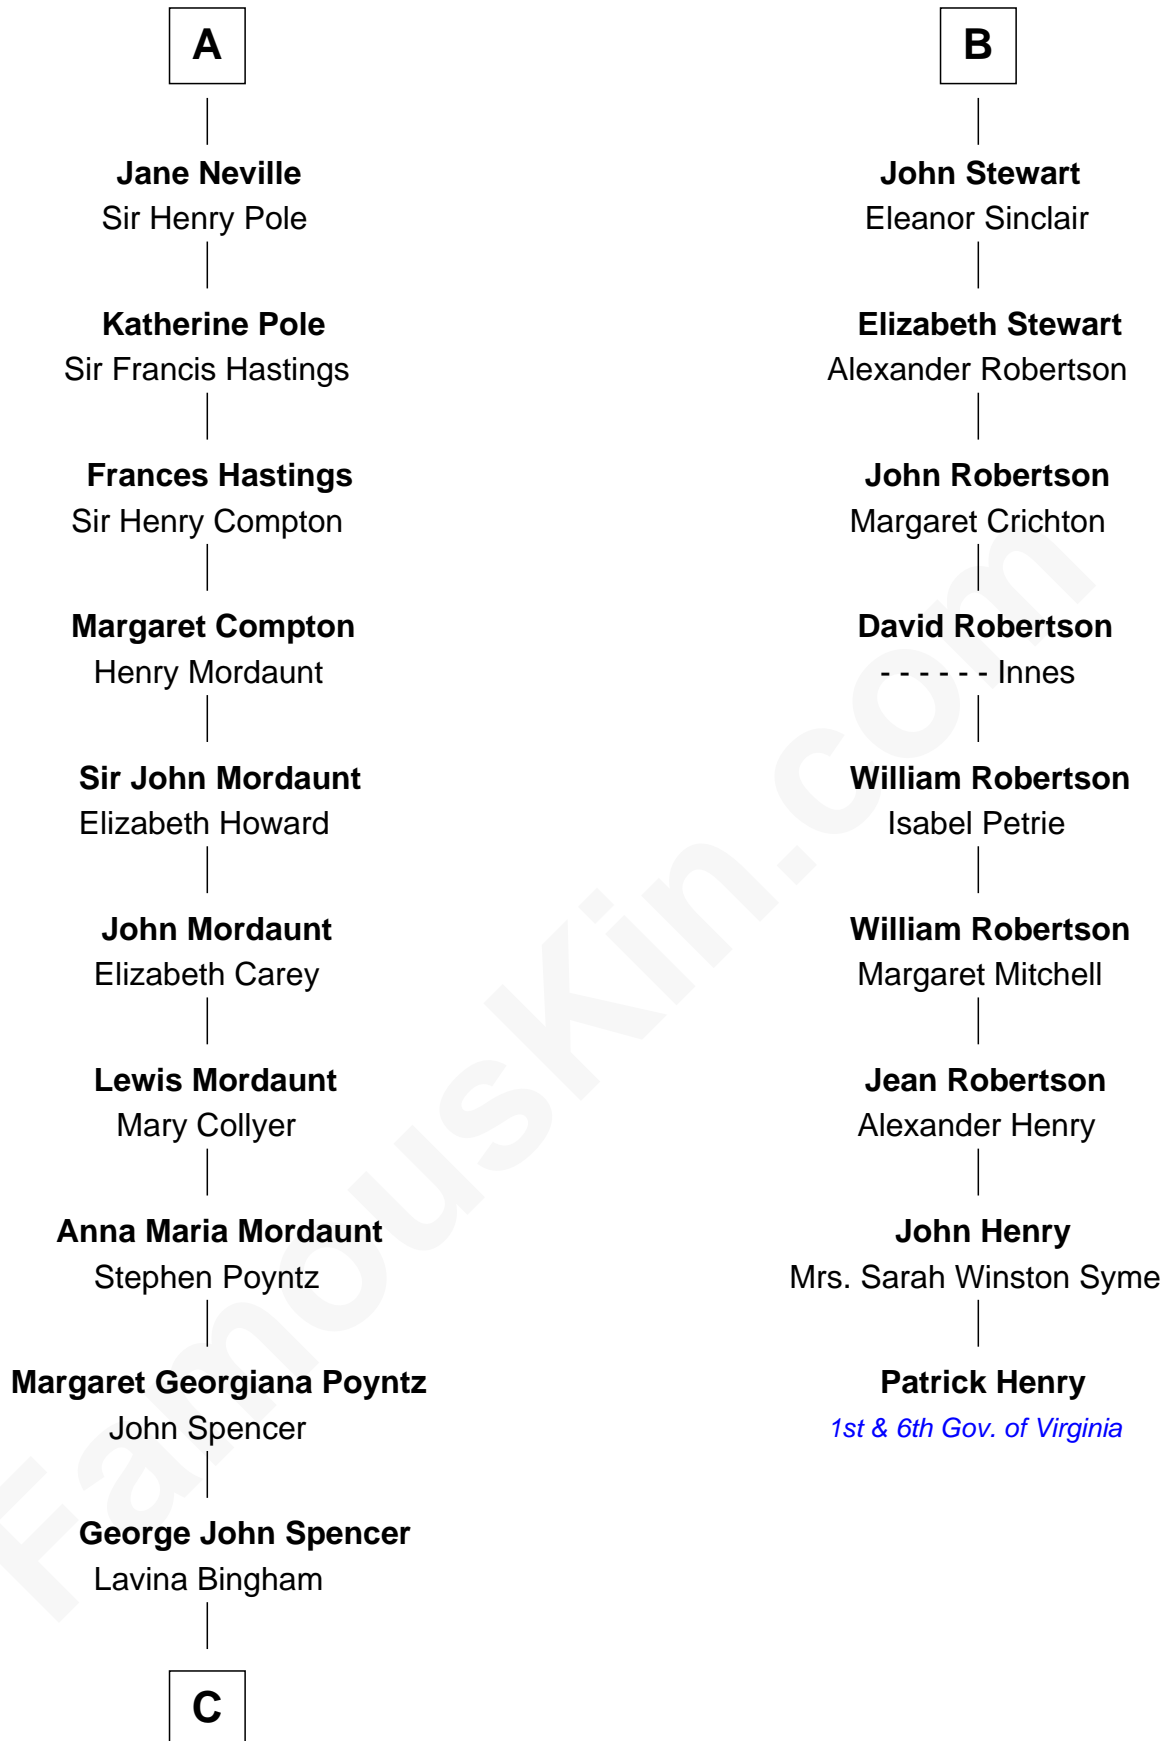 A
Jane Neville
Sir Henry Pole
Katherine Pole
Sir Francis Hastings
Frances Hastings
Sir Henry Compton
Margaret Compton
Henry Mordaunt
Sir John Mordaunt
Elizabeth Howard
John Mordaunt
Elizabeth Carey
Lewis Mordaunt
Mary Collyer
Anna Maria Mordaunt
Stephen Poyntz
Margaret Georgiana Poyntz
John Spencer
George John Spencer
Lavina Bingham
C
B
John Stewart
Eleanor Sinclair
Elizabeth Stewart
Alexander Robertson
John Robertson
Margaret Crichton
David Robertson
- - - - - - Innes
William Robertson
Isabel Petrie
William Robertson
Margaret Mitchell
Jean Robertson
Alexander Henry
John Henry
Mrs. Sarah Winston Syme
Patrick Henry
1st & 6th Gov. of Virginia
FamousKin.com